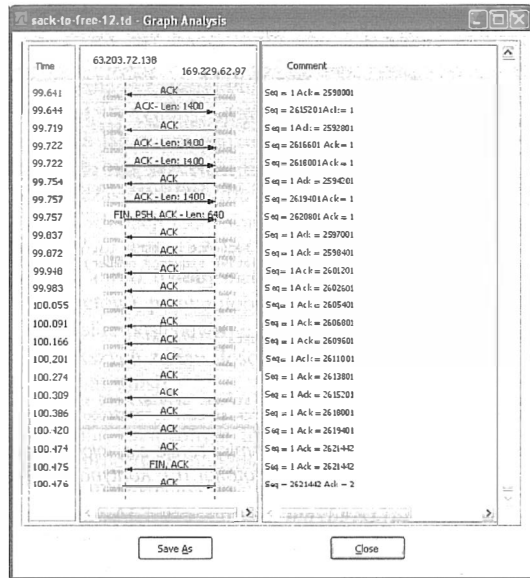 sack-to-free-12.td - Graph Analysis
Time 63.203.72.138 169.229.62.97 Comment
99.641 ACK Seq = 1 Ack = 2590001
99.644 ACK - Len: 1400 Seq = 2615201 Ack = 1
99.719 ACK Seq = 1 Ack = 2592801
99.722 ACK - Len: 1400 Seq = 2616601 Ack = 1
99.722 ACK - Len: 1400 Seq = 2618001 Ack = 1
99.754 ACK Seq = 1 Ack = 2594201
99.757 ACK - Len: 1400 Seq = 2619401 Ack = 1
99.757 FIN, PSH, ACK - Len: 640 Seq = 2620801 Ack = 1
99.837 ACK Seq = 1 Ack = 2597001
99.872 ACK Seq = 1 Ack = 2598401
99.948 ACK Seq = 1 Ack = 2601201
99.983 ACK Seq = 1 Ack = 2602601
100.055 ACK Seq = 1 Ack = 2605401
100.091 ACK Seq = 1 Ack = 2606801
100.166 ACK Seq = 1 Ack = 2609601
100.201 ACK Seq = 1 Ack = 2611001
100.274 ACK Seq = 1 Ack = 2613801
100.309 ACK Seq = 1 Ack = 2615201
100.386 ACK Seq = 1 Ack = 2618001
100.420 ACK Seq = 1 Ack = 2619401
100.474 ACK Seq = 1 Ack = 2621442
100.475 FIN, ACK Seq = 1 Ack = 2621442
100.476 ACK Seq = 2621442 Ack = 2
Save As Close